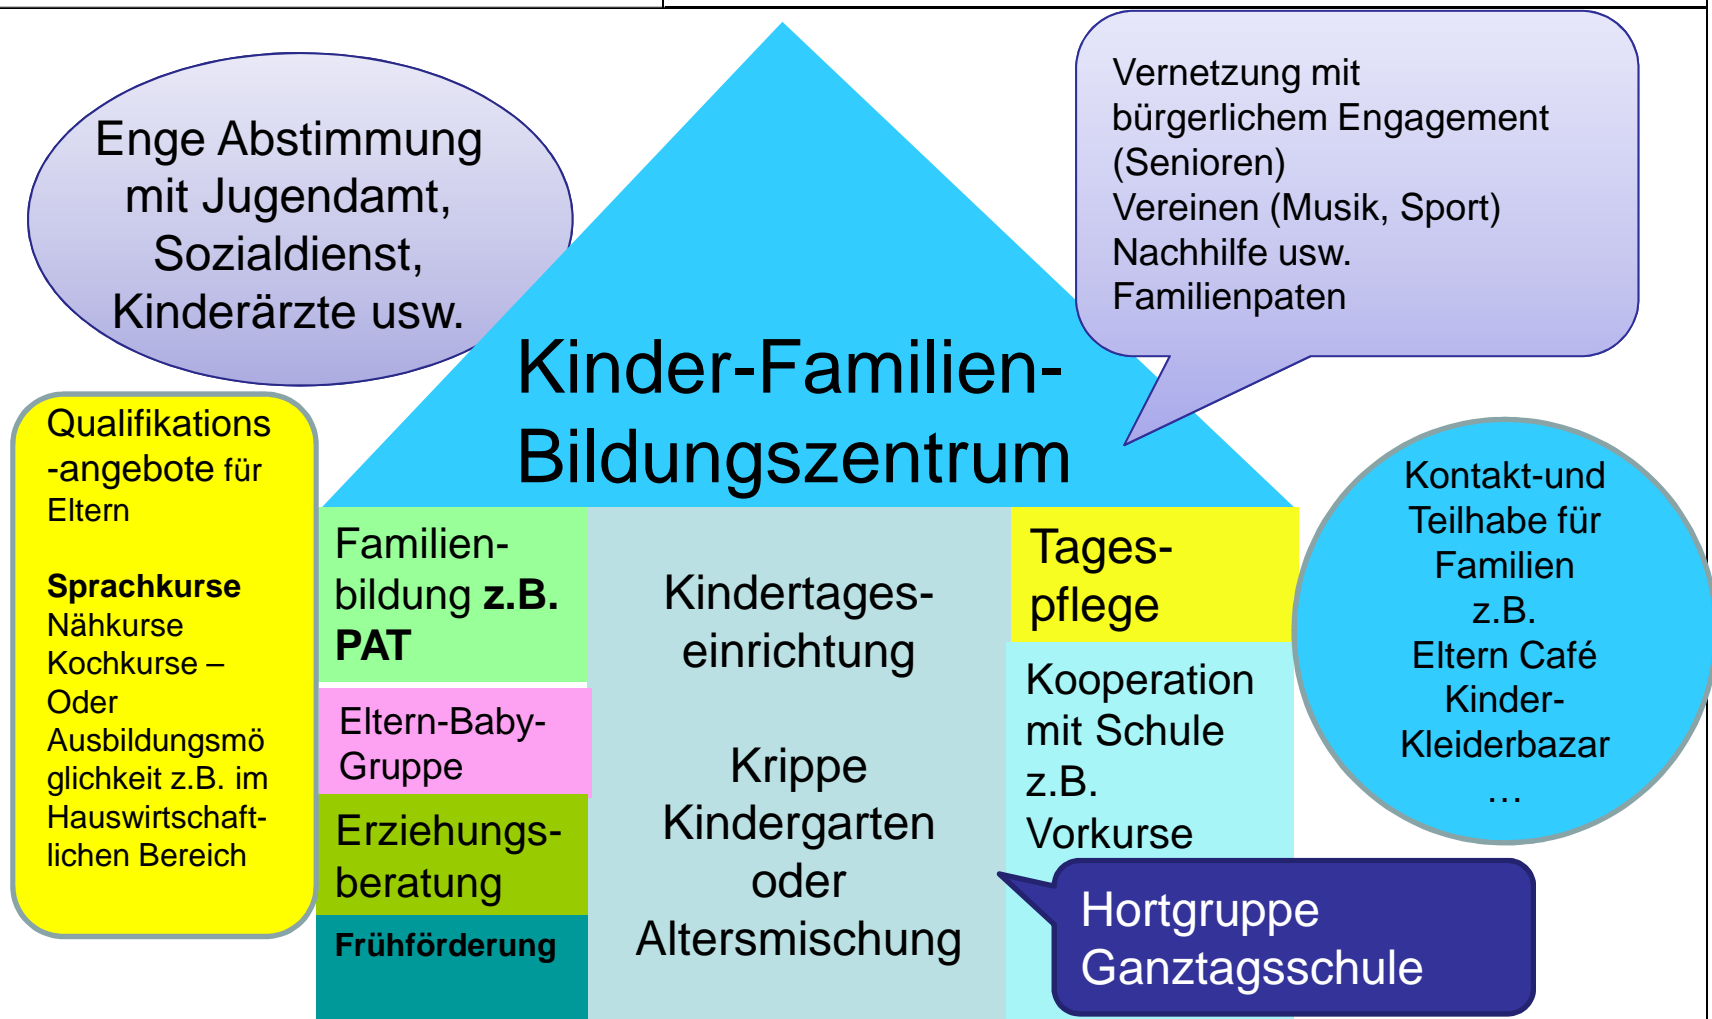 Enge Abstimmung
mit Jugendamt,
Sozialdienst,
Kinderärzte usw.
Vernetzung mit
bürgerlichem Engagement
(Senioren)
Vereinen (Musik, Sport)
Nachhilfe usw.
Familienpaten
Kinder-Familien-
Bildungszentrum
Qualifikations
-angebote für
Eltern
Sprachkurse
Nähkurse
Kochkurse –
Oder
Ausbildungsmö
glichkeit z.B. im
Hauswirtschaft-
lichen Bereich
Familien-
bildung z.B.
PAT
Eltern-Baby-
Gruppe
Erziehungs-
beratung
Frühförderung
Kindertages-
einrichtung
Krippe
Kindergarten
oder
Altersmischung
Tages-
pflege
Kooperation
mit Schule
z.B.
Vorkurse
Hortgruppe
Ganztagsschule
Kontakt-und
Teilhabe für
Familien
z.B.
Eltern Café
Kinder-
Kleiderbazar
…